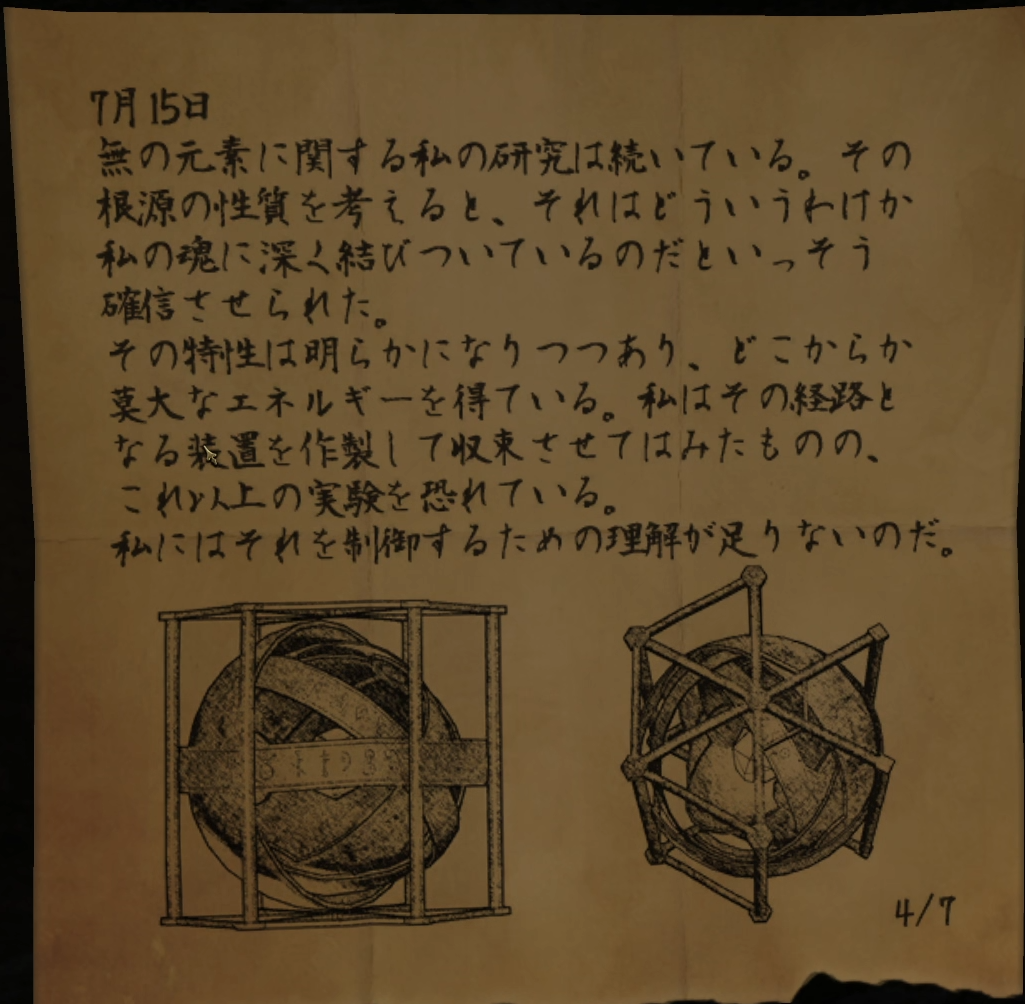 7月15日
無の元素に関する私の研究は続いている。その
根源の性質を考えると、それはどういうわけか
私の魂に深く結びついているのだといっそう
確信させられた。
その特性は明らかになりつつあり、どこからか
莫大なエネルギーを得ている。私はその経路と
なる装置を作製して収束させてはみたものの、
これ以上の実験を恐れている。
私にはそれを制御するための理解が足りないのだ。
4/7